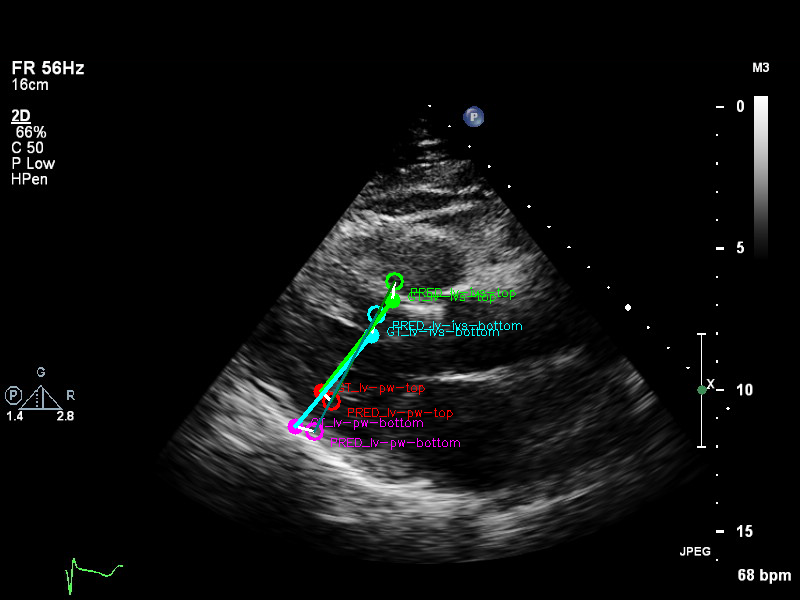 FR 56Hz
16cm
2D
66%
C 50
P Low
HPen
M3
P
0
5
10
15
X
PRED_lv-ivs-top
PRED_lv-ivs-bottom
GT_lv-ivs-bottom
GT_lv-pw-top
PRED_lv-pw-top
GT_lv-pw-bottom
PRED_lv-pw-bottom
G
P
R
1.4
2.8
JPEG
68 bpm